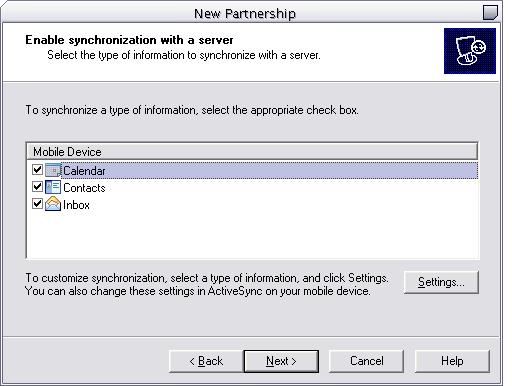 New Partnership
Enable synchronization with a server
Select the type of information to synchronize with a server.
To synchronize a type of information, select the appropriate check box.
Mobile Device
Calendar
Contacts
Inbox
To customize synchronization, select a type of information, and click Settings.
You can also change these settings in ActiveSync on your mobile device.
Settings...
< Back
Next >
Cancel
Help